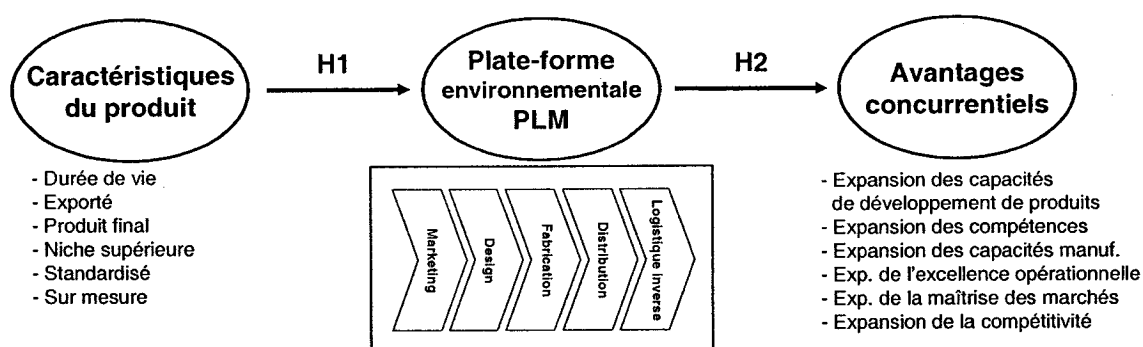 Caractéristiques
du produit
H1
Plate-forme
environnementale
PLM
H2
Avantages
concurrentiels
- Durée de vie
- Exporté
- Produit final
- Niche supérieure
- Standardisé
- Sur mesure
Marketing
Design
Fabrication
Distribution
Logistique inverse
- Expansion des capacités
de développement de produits
- Expansion des compétences
- Expansion des capacités manuf.
- Exp. de l'excellence opérationnelle
- Exp. de la maîtrise des marchés
- Expansion de la compétitivité